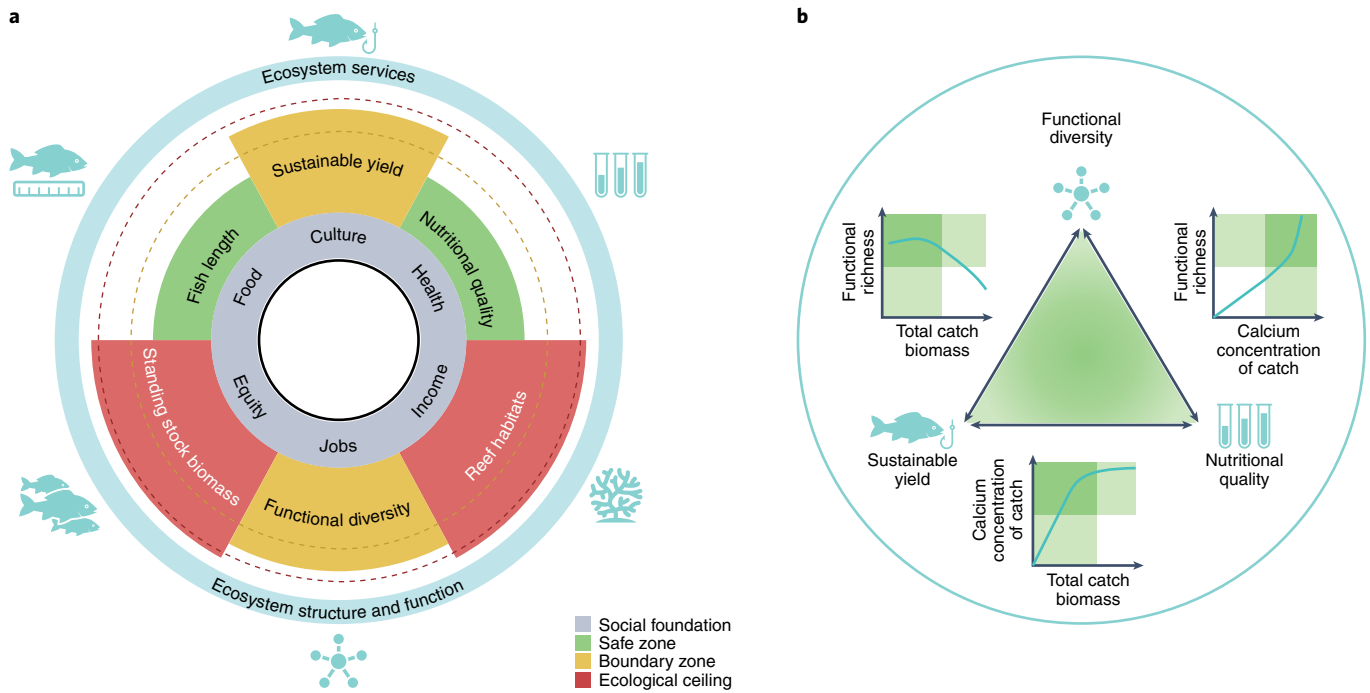 a
Ecosystem services
Sustainable yield
Fish length
Nutritional quality
Culture
Food
Health
Equity
Income
Jobs
Standing stock biomass
Reef habitats
Functional diversity
Ecosystem structure and function
Social foundation
Safe zone
Boundary zone
Ecological ceiling
b
Functional
diversity
Functional
richness
Total catch
biomass
Functional
richness
Calcium
concentration
of catch
Sustainable
yield
Nutritional
quality
Calcium
concentration
of catch
Total catch
biomass